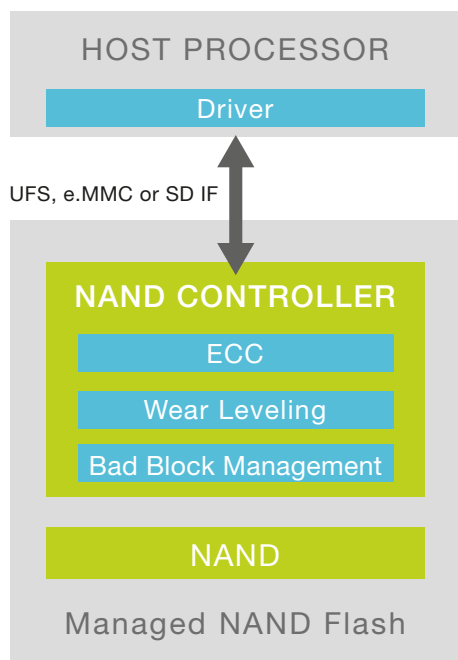 HOST PROCESSOR
Driver
UFS, e.MMC or SD IF
NAND CONTROLLER
ECC
Wear Leveling
Bad Block Management
NAND
Managed NAND Flash